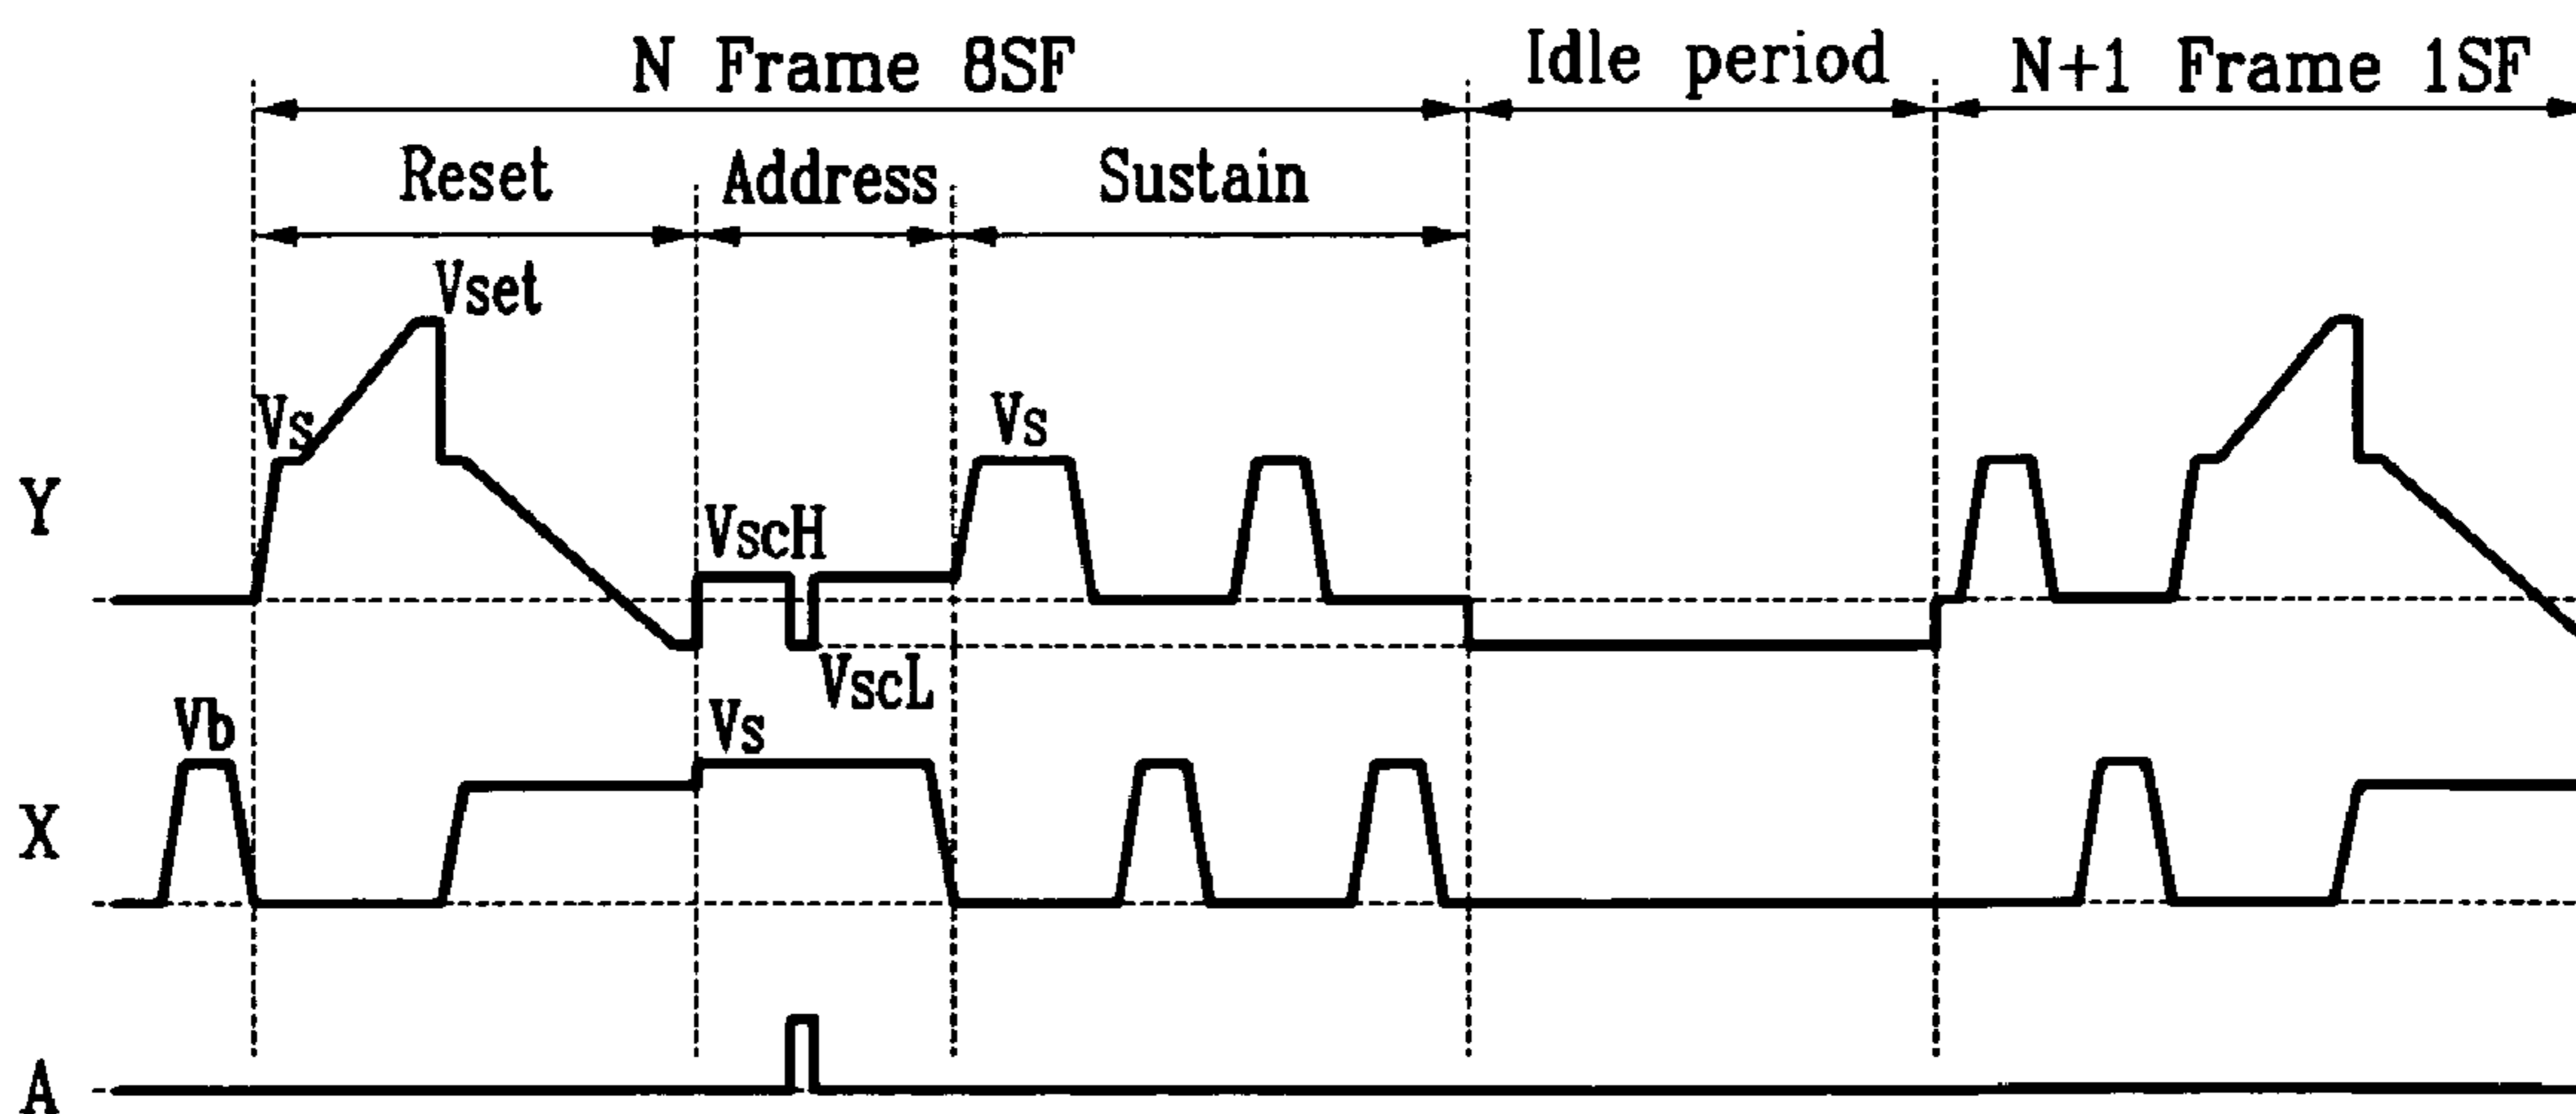 N Frame 8SF Idle period N+1 Frame 1SF
Reset Address Sustain
Vset
Vs Vs
Y
VscH
VscL
Vb Vs
X
A